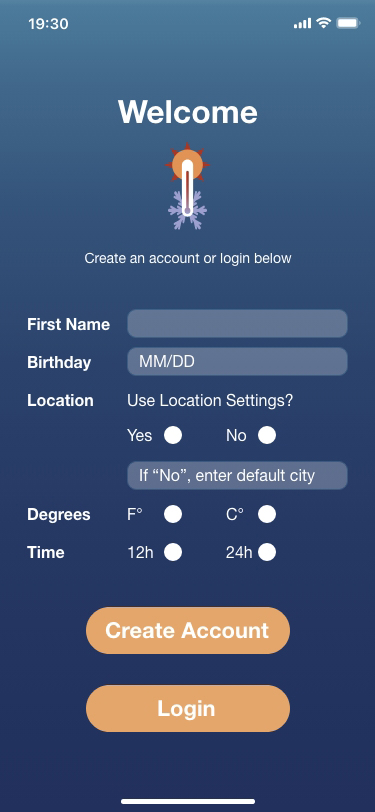 19:30
Welcome
Create an account or login below
First Name
Birthday MM/DD
Location Use Location Settings?
Yes No
If “No”, enter default city
Degrees F° C°
Time 12h 24h
Create Account
Login